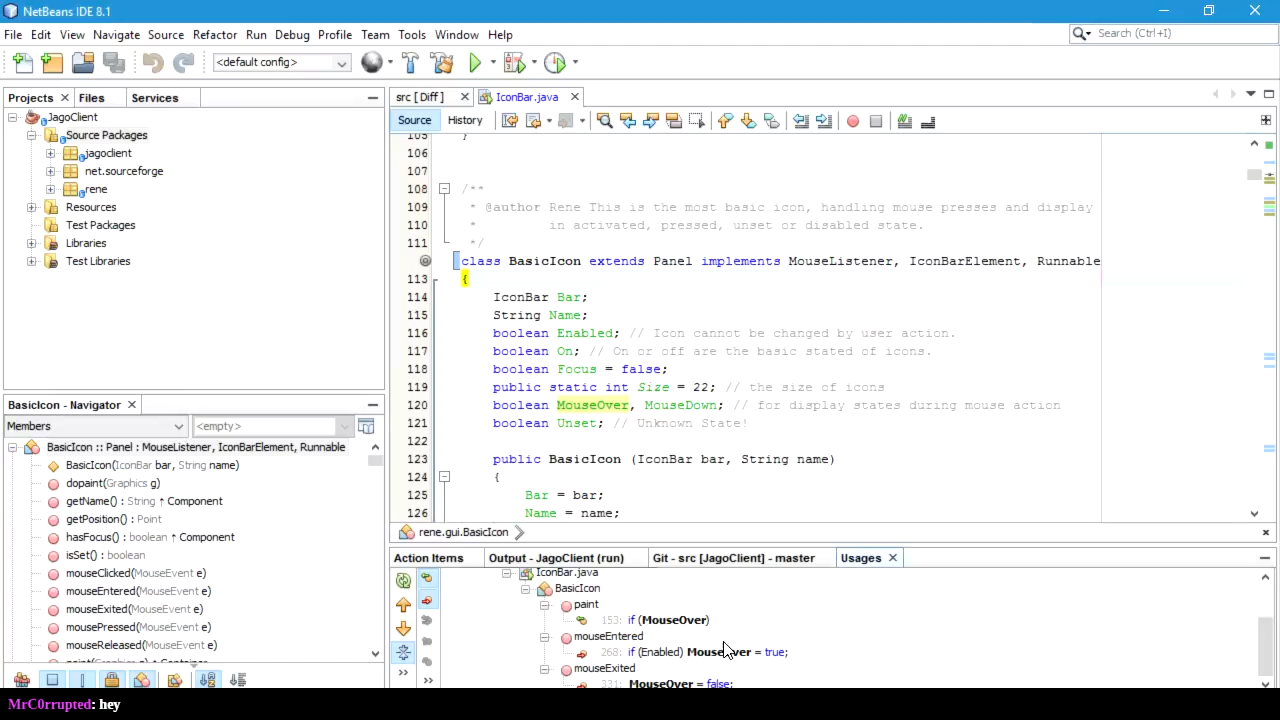 NetBeans IDE 8.1
File Edit View Navigate Source Refactor Run Debug Profile Team Tools Window Help
Search (Ctrl+I)
<default config>
Projects Files Services
JagoClient
Source Packages
jagoclient
net.sourceforge
rene
Resources
Test Packages
Libraries
Test Libraries
BasicIcon - Navigator
Members <empty>
BasicIcon :: Panel : MouseListener, IconBarElement, Runnable
BasicIcon(IconBar bar, String name)
dopaint(Graphics g)
getName() : String ↑ Component
getPosition() : Point
hasFocus() : boolean ↑ Component
isSet() : boolean
mouseClicked(MouseEvent e)
mouseEntered(MouseEvent e)
mouseExited(MouseEvent e)
mousePressed(MouseEvent e)
mouseReleased(MouseEvent e)
paint(Graphics g) ↑ Container
src [ Diff ] IconBar.java
Source History
105 }
106
107
108 /**
109 * @author Rene This is the most basic icon, handling mouse presses and display
110 * in activated, pressed, unset or disabled state.
111 */
class BasicIcon extends Panel implements MouseListener, IconBarElement, Runnable
113 {
114 IconBar Bar;
115 String Name;
116 boolean Enabled; // Icon cannot be changed by user action.
117 boolean On; // On or off are the basic stated of icons.
118 boolean Focus = false;
119 public static int Size = 22; // the size of icons
120 boolean MouseOver, MouseDown; // for display states during mouse action
121 boolean Unset; // Unknown State!
122
123 public BasicIcon (IconBar bar, String name)
124 {
125 Bar = bar;
126 Name = name;
rene.gui.BasicIcon
Action Items Output - JagoClient (run) Git - src [JagoClient] - master Usages
IconBar.java
BasicIcon
paint
153: if (MouseOver)
mouseEntered
268: if (Enabled) MouseOver = true;
mouseExited
331: MouseOver = false;
MrC0rrupted: hey